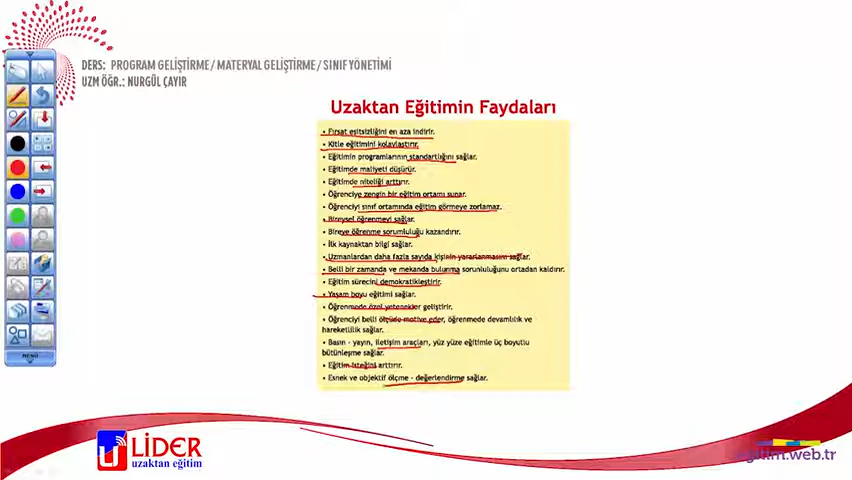 DERS: PROGRAM GELİŞTİRME / MATERYAL GELİŞTİRME / SINIF YÖNETİMİ
UZM ÖĞR.: NURGÜL ÇAYIR
Uzaktan Eğitimin Faydaları
• Fırsat eşitsizliğini en aza indirir.
• Kitle eğitimini kolaylaştırır.
• Eğitimin programlarının standartlığını sağlar.
• Eğitimde maliyeti düşürür.
• Eğitimde niteliği arttırır.
• Öğrenciye zengin bir eğitim ortamı sunar.
• Öğrenciyi sınıf ortamında eğitim görmeye zorlamaz.
• Bireysel öğrenmeyi sağlar.
• Bireye öğrenme sorumluluğu kazandırır.
• İlk kaynaktan bilgi sağlar.
• Uzmanlardan daha fazla sayıda kişinin yararlanmasını sağlar.
• Belli bir zamanda ve mekanda bulunma sorunluluğunu ortadan kaldırır.
• Eğitim sürecini demokratikleştirir.
• Yaşam boyu eğitimi sağlar.
• Öğrenmede özel yetenekler geliştirir.
• Öğrenciyi belli ölçüde motive eder, öğrenmede devamlılık ve
hareketlilik sağlar.
• Basın - yayın, iletişim araçları, yüz yüze eğitimle üç boyutlu
bütünleşme sağlar.
• Eğitim isteğini arttırır.
• Esnek ve objektif ölçme - değerlendirme sağlar.
MENÜ
LİDER
uzaktan eğitim
egitim.web.tr